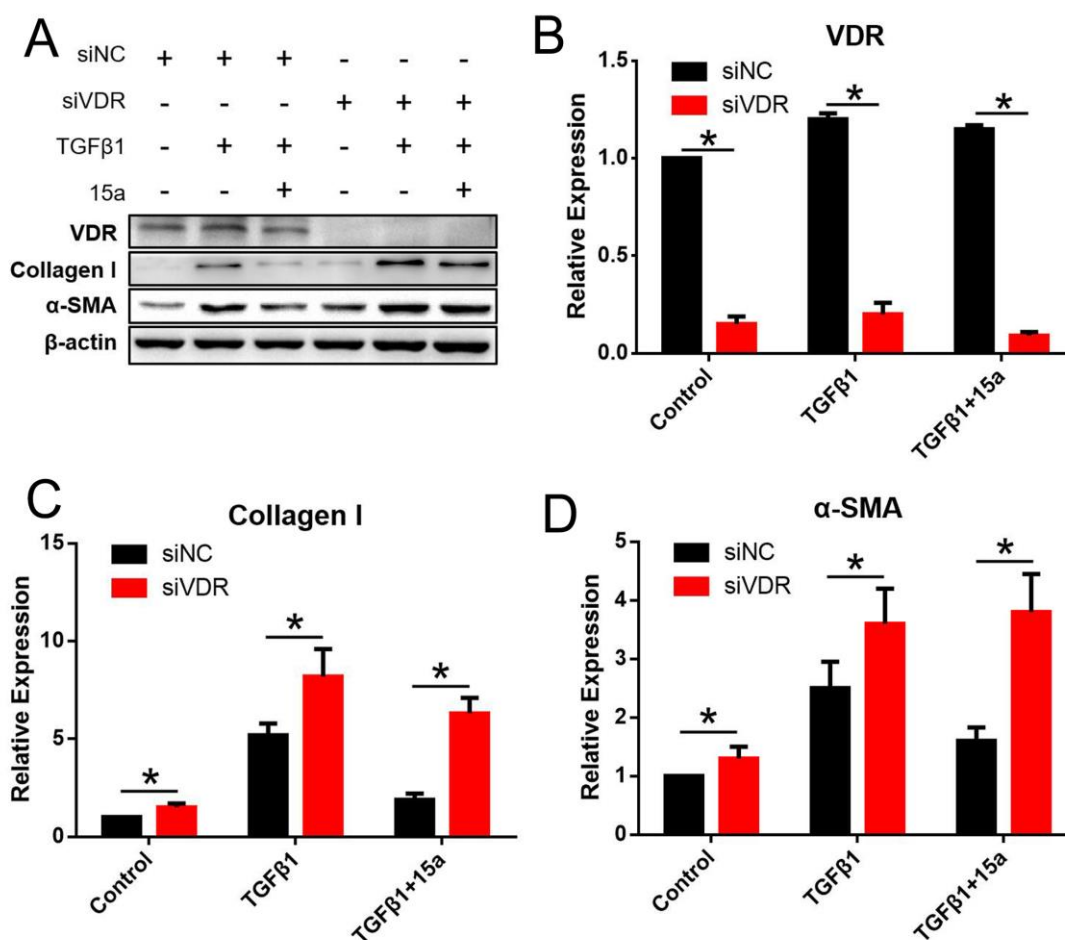 A
siNC + + + - - -
siVDR - - - + + +
TGFβ1 - + + - + +
15a - - + - - +
VDR
Collagen I
α-SMA
β-actin
B
VDR
siNC
siVDR
* * *
Relative Expression
1.5
1.0
0.5
0.0
Control
TGFβ1
TGFβ1+15a
C
Collagen I
siNC
siVDR
* * *
Relative Expression
15
10
5
0
Control
TGFβ1
TGFβ1+15a
D
α-SMA
siNC
siVDR
* * *
Relative Expression
5
4
3
2
1
0
Control
TGFβ1
TGFβ1+15a